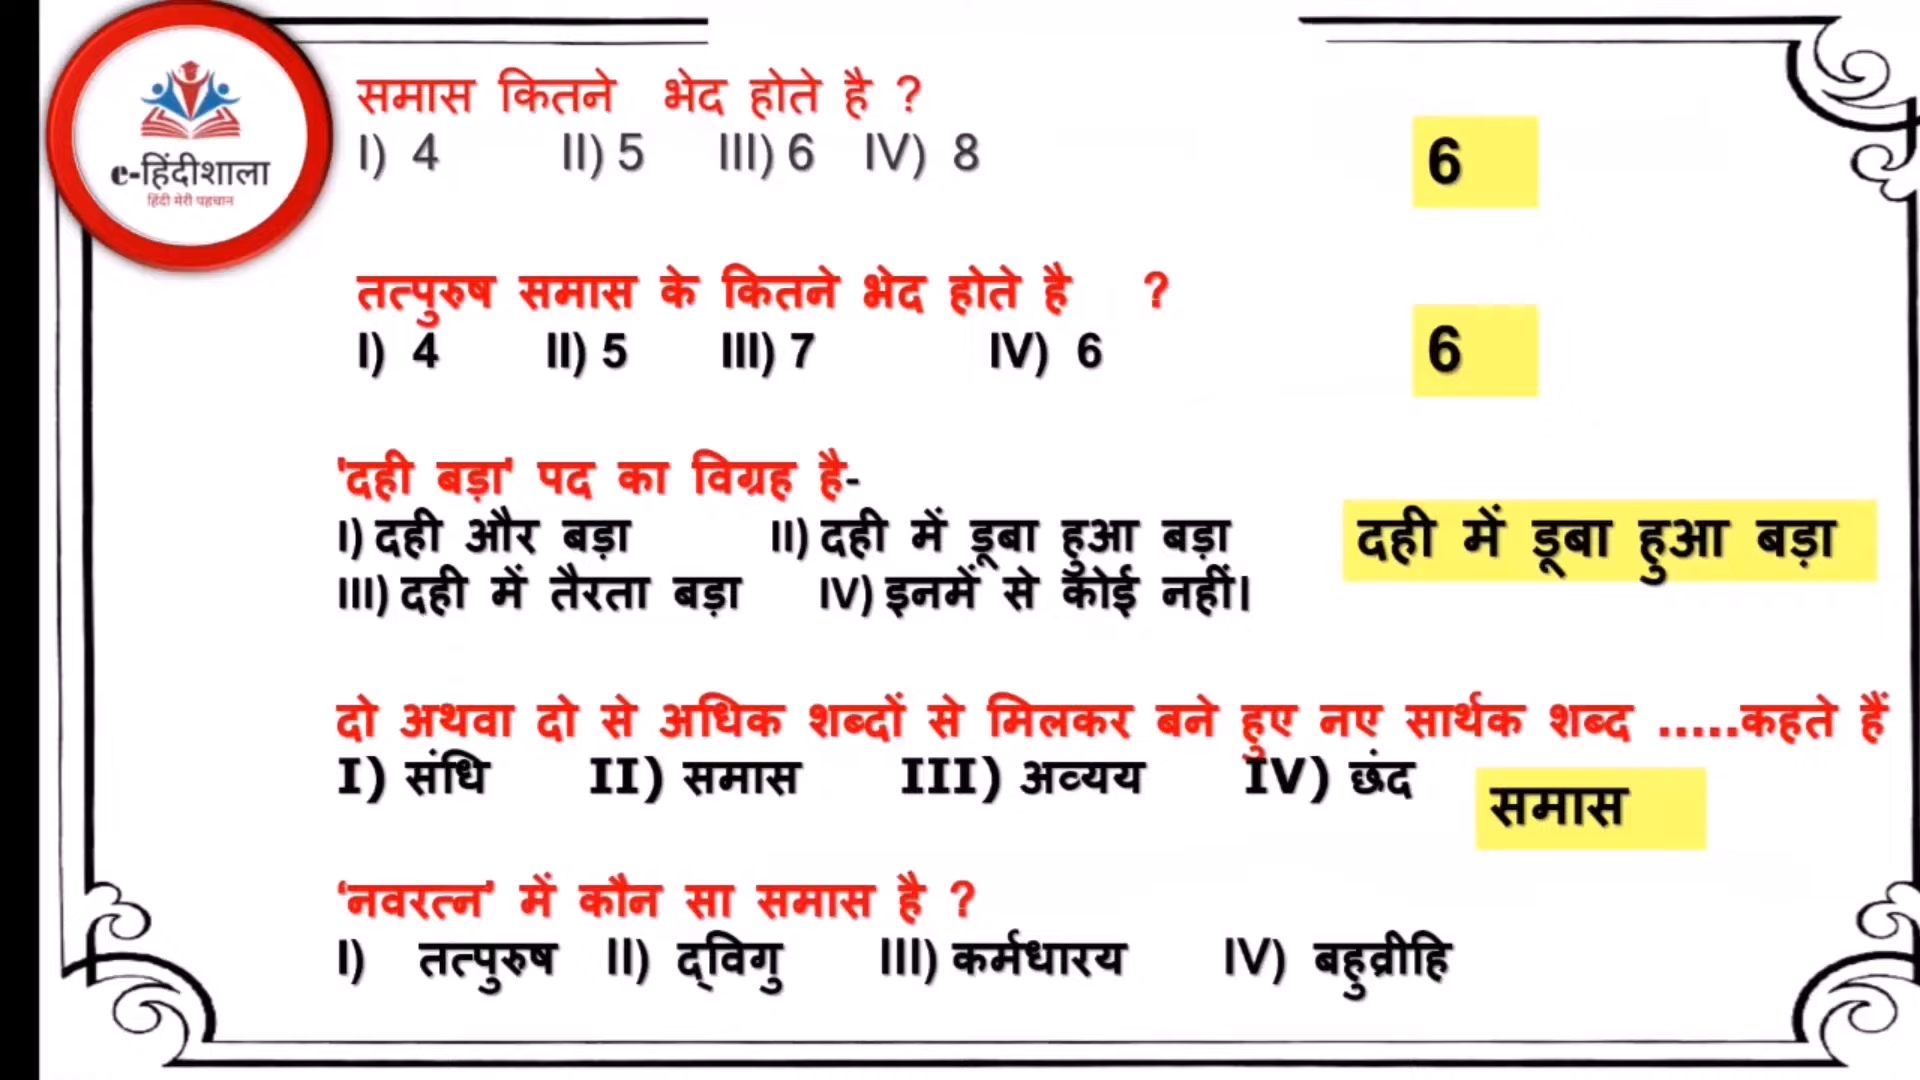 e-हिंदीशाला
हिंदी मेरी पहचान
समास कितने भेद होते है ?
I) 4 II) 5 III) 6 IV) 8
6
तत्पुरुष समास के कितने भेद होते है ?
I) 4 II) 5 III) 7 IV) 6
6
'दही बड़ा' पद का विग्रह है-
I) दही और बड़ा II) दही में डूबा हुआ बड़ा
दही में डूबा हुआ बड़ा
III) दही में तैरता बड़ा IV) इनमें से कोई नहीं।
दो अथवा दो से अधिक शब्दों से मिलकर बने हुए नए सार्थक शब्द .....कहते हैं
I) संधि II) समास III) अव्यय IV) छंद
समास
‘नवरत्न’ में कौन सा समास है ?
I) तत्पुरुष II) द्विगु III) कर्मधारय IV) बहुव्रीहि